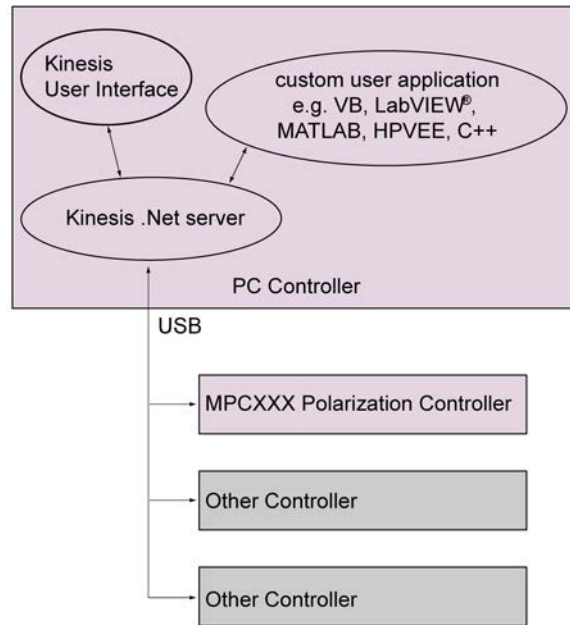 Kinesis
User Interface
custom user application
e.g. VB, LabVIEW®,
MATLAB, HPVEE, C++
Kinesis .Net server
PC Controller
USB
MPCXXX Polarization Controller
Other Controller
Other Controller